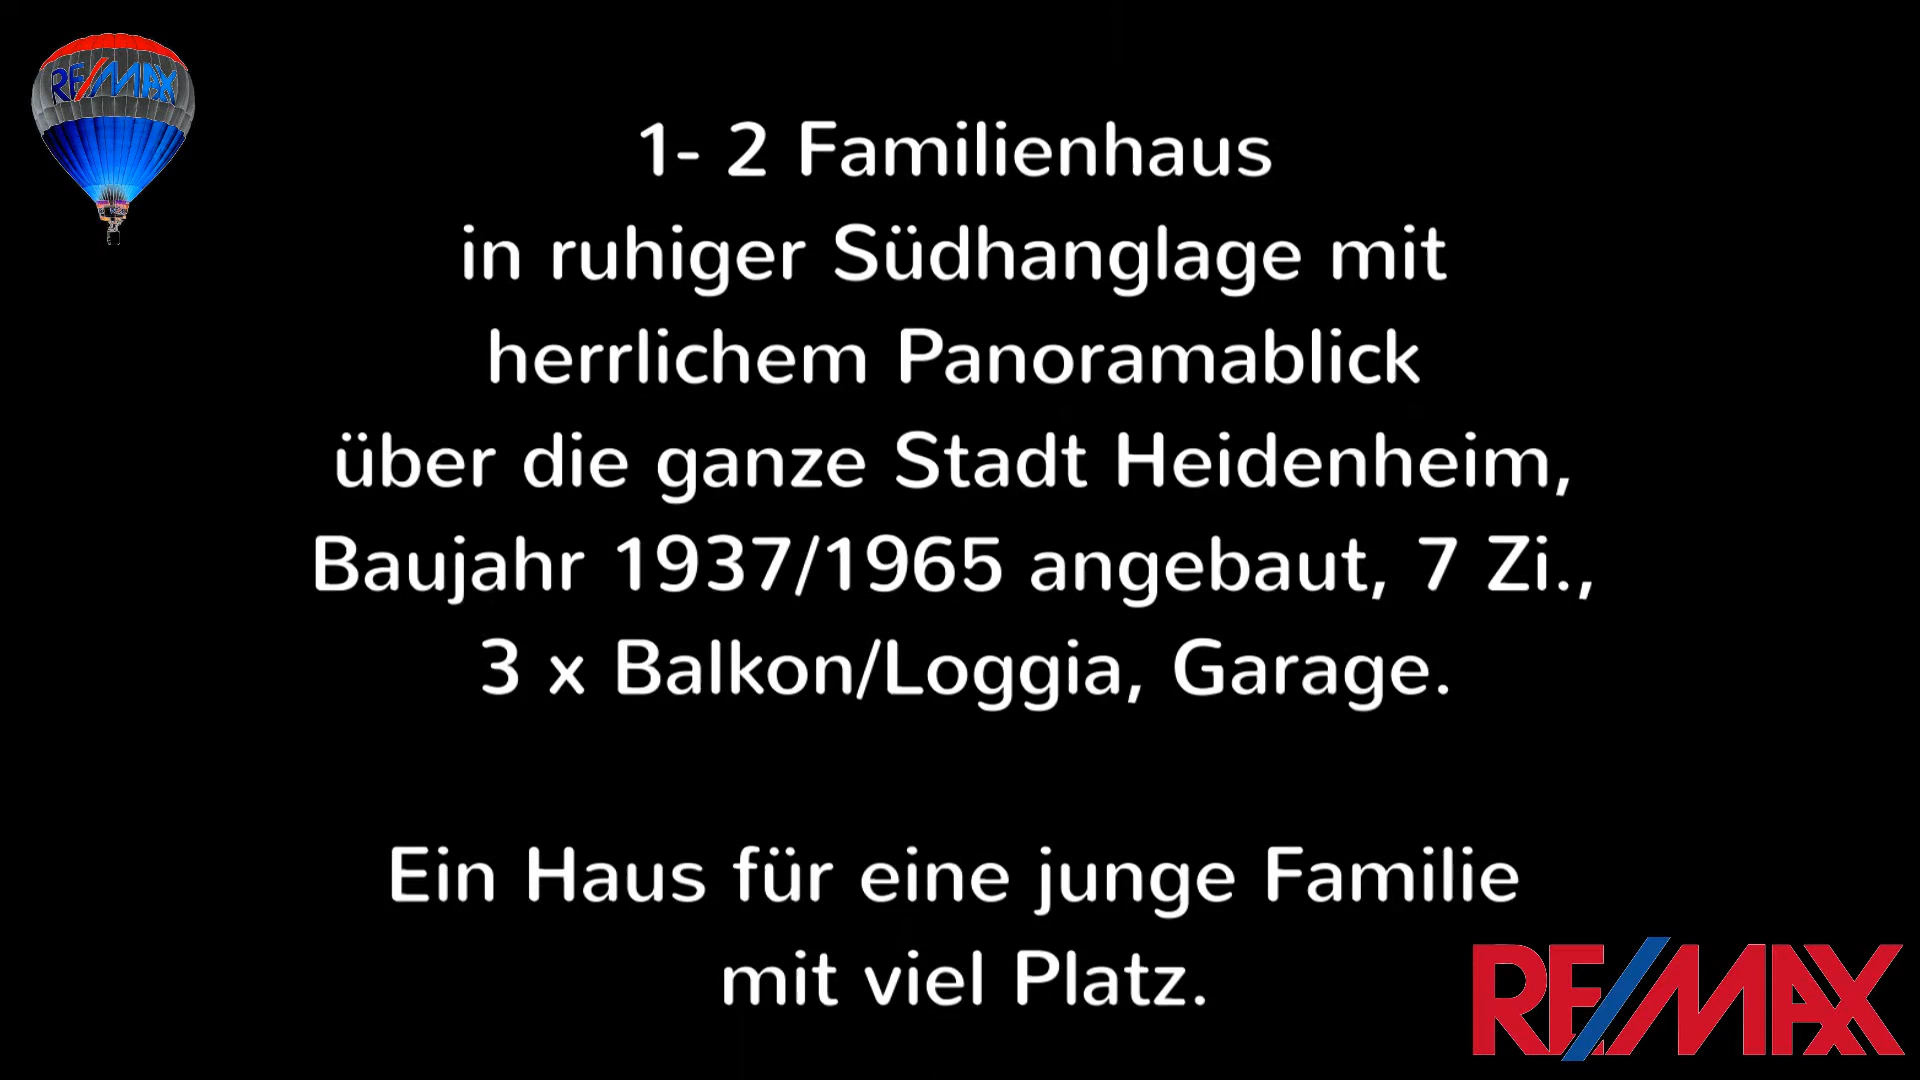 RE/MAX
1- 2 Familienhaus
in ruhiger Südhanglage mit
herrlichem Panoramablick
über die ganze Stadt Heidenheim,
Baujahr 1937/1965 angebaut, 7 Zi.,
3 x Balkon/Loggia, Garage.
Ein Haus für eine junge Familie
mit viel Platz.
RE/MAX